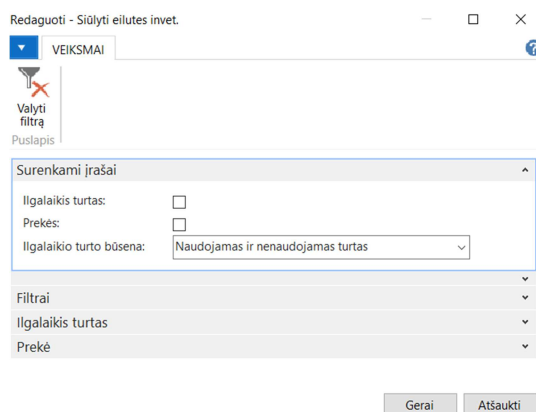 Redaguoti - Siūlyti eilutes invet.
VEIKSMAI
?
Valyti
filtrą
Puslapis
Surenkami įrašai
Ilgalaikis turtas:
Prekės:
Ilgalaikio turto būsena: Naudojamas ir nenaudojamas turtas
Filtrai
Ilgalaikis turtas
Prekė
Gerai Atšaukti